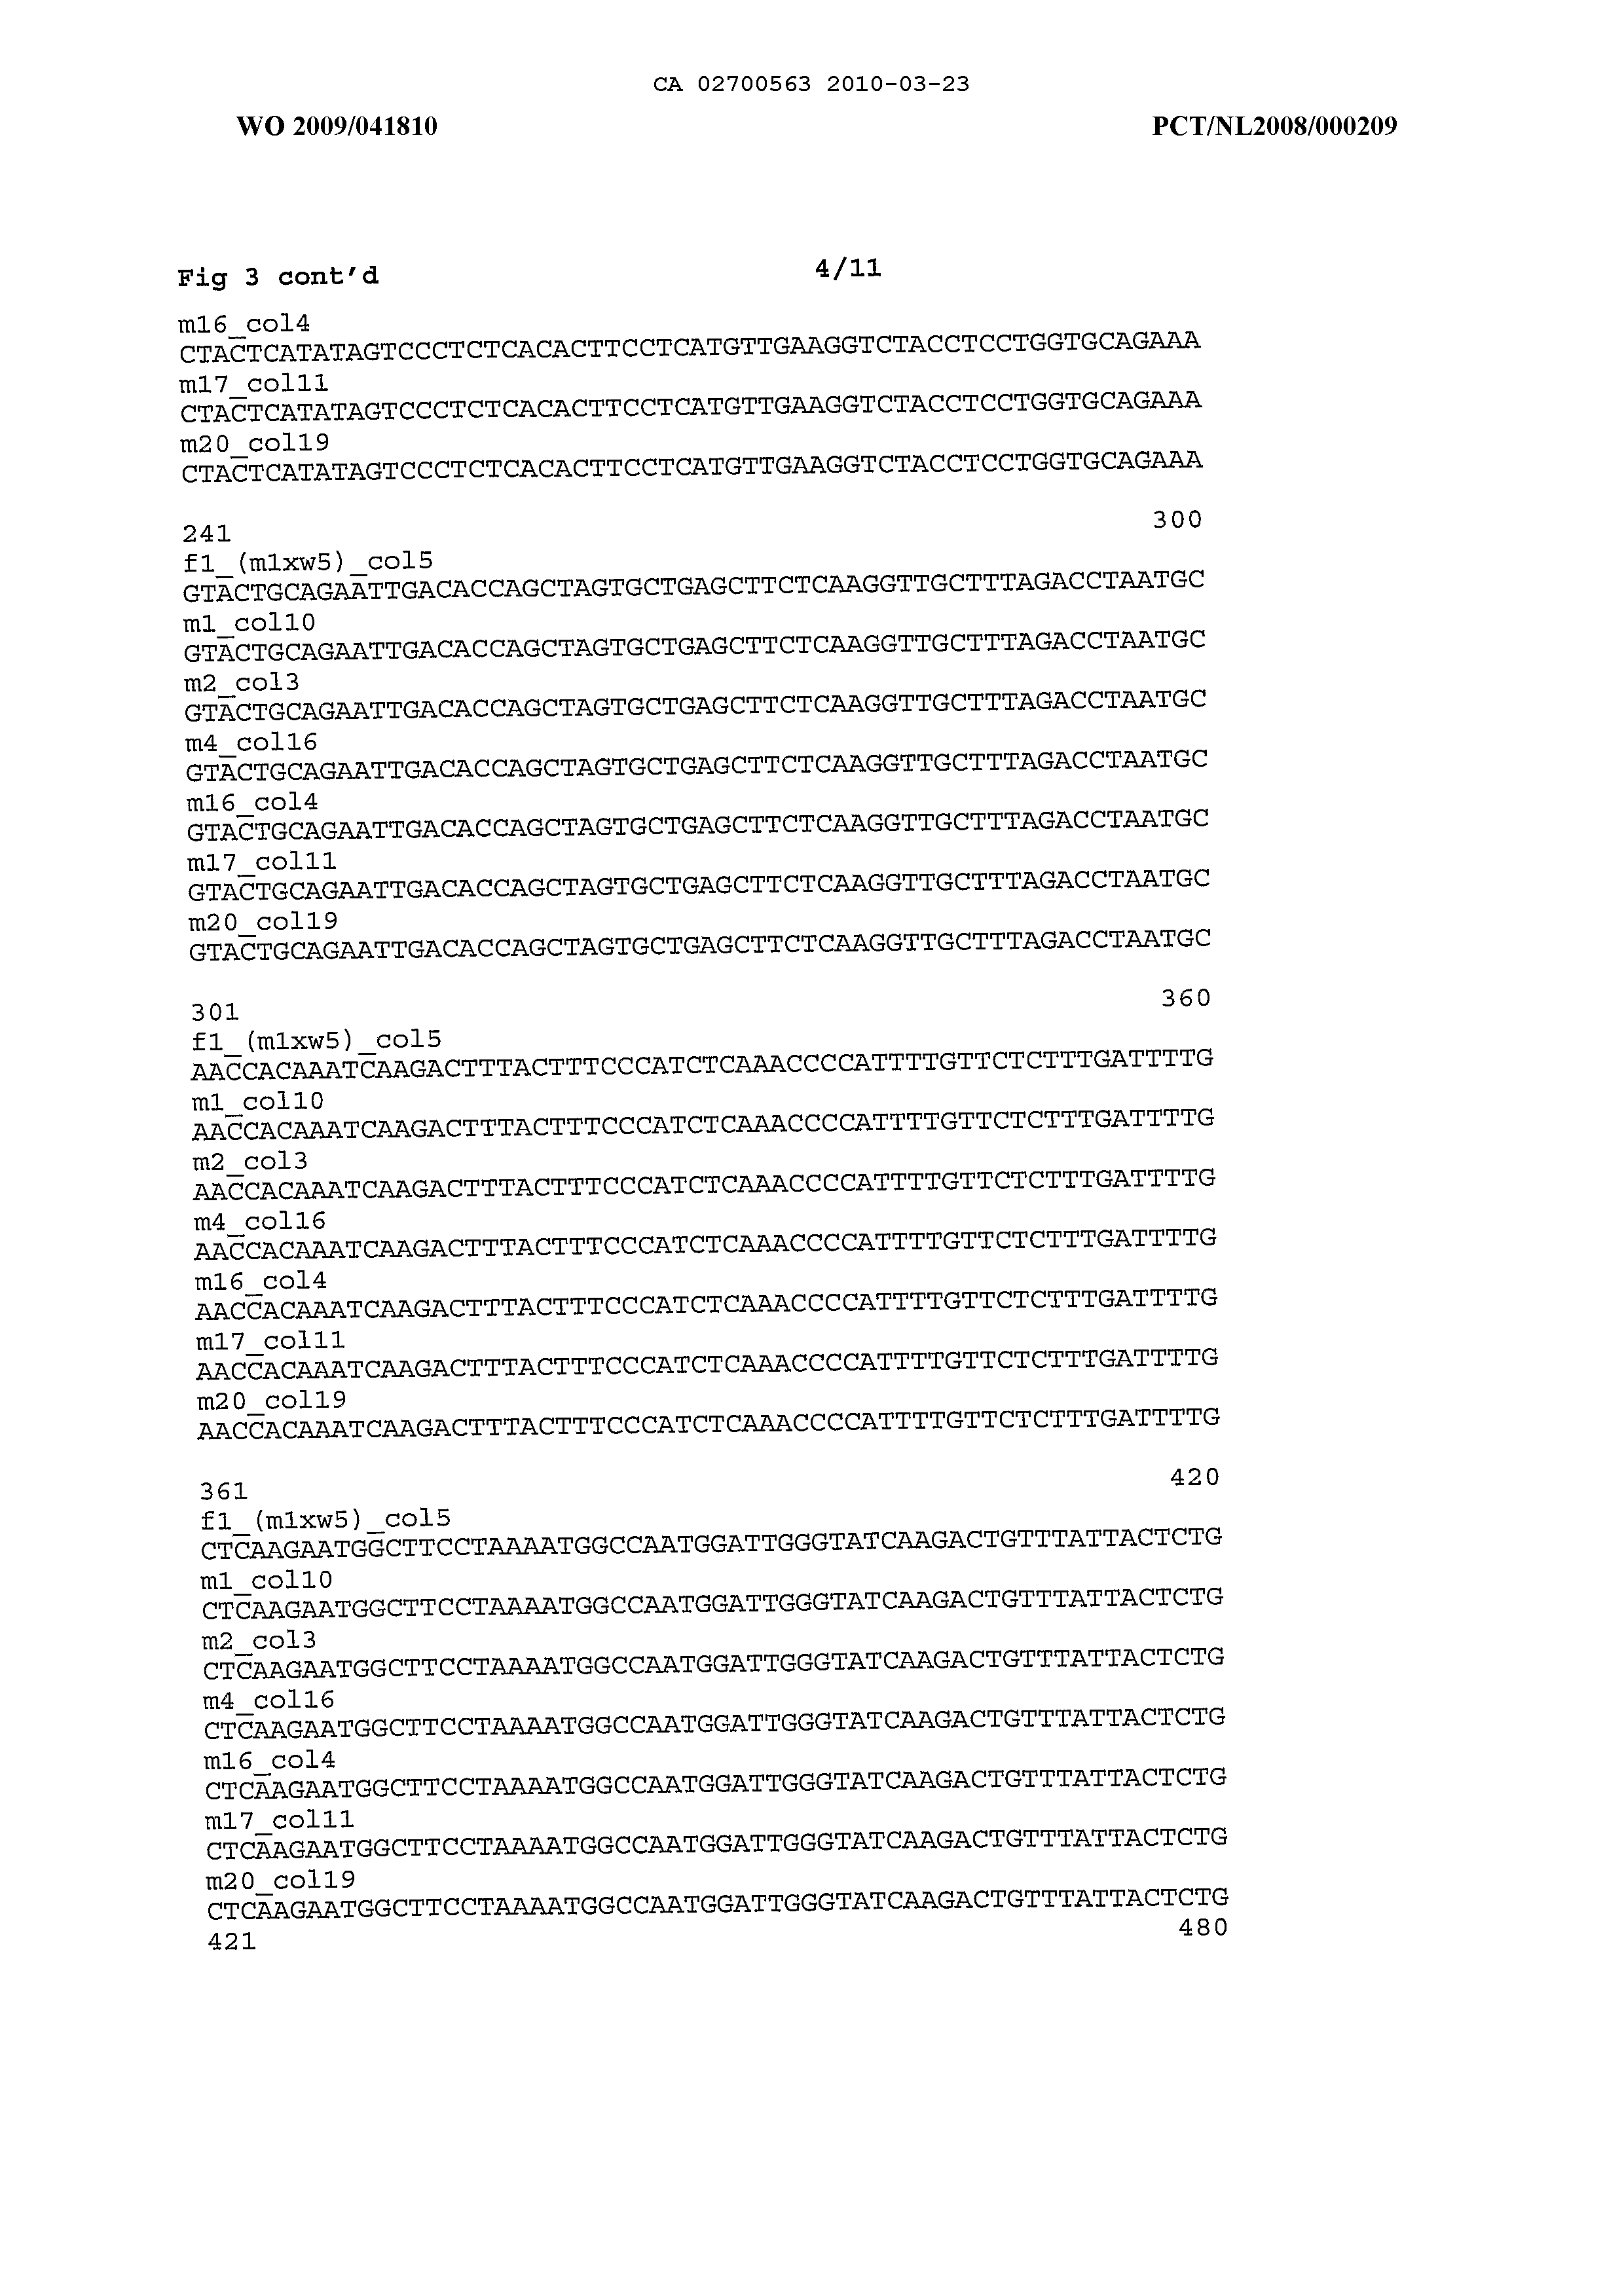 CA 02700563 2010-03-23
WO 2009/041810 PCT/NL2008/000209
Fig 3 cont'd 4/11
m16_col4
CTACTCATATAGTCCCTCTCACACTTCCTCATGTTGAAGGTCTACCTCCTGGTGCAGAAA
m17_col11
CTACTCATATAGTCCCTCTCACACTTCCTCATGTTGAAGGTCTACCTCCTGGTGCAGAAA
m20_col19
CTACTCATATAGTCCCTCTCACACTTCCTCATGTTGAAGGTCTACCTCCTGGTGCAGAAA
241 300
f1_(m1xw5)_col5
GTACTGCAGAATTGACACCAGCTAGTGCTGAGCTTCTCAAGGTTGCTTTAGACCTAATGC
m1_col10
GTACTGCAGAATTGACACCAGCTAGTGCTGAGCTTCTCAAGGTTGCTTTAGACCTAATGC
m2_col3
GTACTGCAGAATTGACACCAGCTAGTGCTGAGCTTCTCAAGGTTGCTTTAGACCTAATGC
m4_col16
GTACTGCAGAATTGACACCAGCTAGTGCTGAGCTTCTCAAGGTTGCTTTAGACCTAATGC
m16_col4
GTACTGCAGAATTGACACCAGCTAGTGCTGAGCTTCTCAAGGTTGCTTTAGACCTAATGC
m17_col11
GTACTGCAGAATTGACACCAGCTAGTGCTGAGCTTCTCAAGGTTGCTTTAGACCTAATGC
m20_col19
GTACTGCAGAATTGACACCAGCTAGTGCTGAGCTTCTCAAGGTTGCTTTAGACCTAATGC
301 360
f1_(m1xw5)_col5
AACCACAAATCAAGACTTTACTTTCCCATCTCAAACCCCATTTTGTTCTCTTTGATTTTG
m1_col10
AACCACAAATCAAGACTTTACTTTCCCATCTCAAACCCCATTTTGTTCTCTTTGATTTTG
m2_col3
AACCACAAATCAAGACTTTACTTTCCCATCTCAAACCCCATTTTGTTCTCTTTGATTTTG
m4_col16
AACCACAAATCAAGACTTTACTTTCCCATCTCAAACCCCATTTTGTTCTCTTTGATTTTG
m16_col4
AACCACAAATCAAGACTTTACTTTCCCATCTCAAACCCCATTTTGTTCTCTTTGATTTTG
m17_col11
AACCACAAATCAAGACTTTACTTTCCCATCTCAAACCCCATTTTGTTCTCTTTGATTTTG
m20_col19
AACCACAAATCAAGACTTTACTTTCCCATCTCAAACCCCATTTTGTTCTCTTTGATTTTG
361 420
f1_(m1xw5)_col5
CTCAAGAATGGCTTCCTAAAATGGCCAATGGATTGGGTATCAAGACTGTTTATTACTCTG
m1_col10
CTCAAGAATGGCTTCCTAAAATGGCCAATGGATTGGGTATCAAGACTGTTTATTACTCTG
m2_col3
CTCAAGAATGGCTTCCTAAAATGGCCAATGGATTGGGTATCAAGACTGTTTATTACTCTG
m4_col16
CTCAAGAATGGCTTCCTAAAATGGCCAATGGATTGGGTATCAAGACTGTTTATTACTCTG
m16_col4
CTCAAGAATGGCTTCCTAAAATGGCCAATGGATTGGGTATCAAGACTGTTTATTACTCTG
m17_col11
CTCAAGAATGGCTTCCTAAAATGGCCAATGGATTGGGTATCAAGACTGTTTATTACTCTG
m20_col19
CTCAAGAATGGCTTCCTAAAATGGCCAATGGATTGGGTATCAAGACTGTTTATTACTCTG
421 480